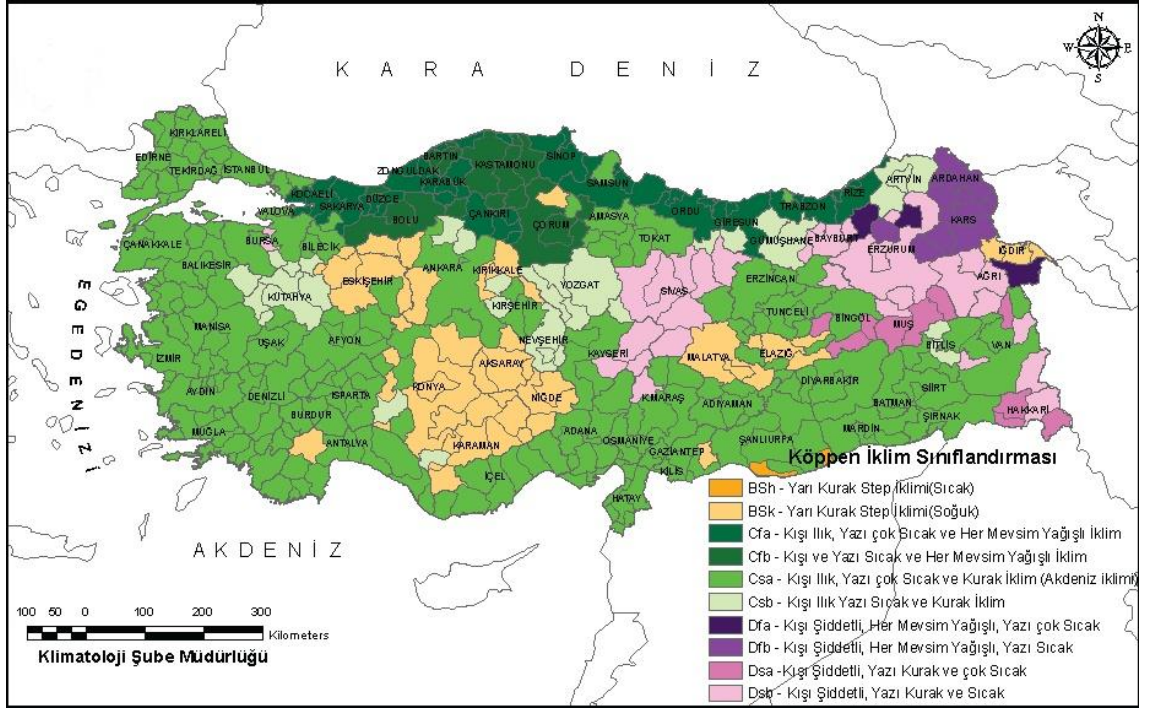 N
W E
S
K A R A D E N İ Z
KIRKLARELİ
EDİRNE
TEKİRDAĞ
İSTANBUL
KOCAELİ
YALOVA
SAKARYA
DÜZCE
ZONGULDAK
BARTIN
KARABÜK
KASTAMONU
SİNOP
SAMSUN
BOLU
ÇANKIRI
ÇORUM
AMASYA
ORDU
GİRESUN
TRABZON
RİZE
ARTVİN
ARDAHAN
KARS
IĞDIR
GÜMÜŞHANE
BAYBURT
ERZURUM
AĞRI
ÇANAKKALE
BURSA
BİLECİK
BALIKESİR
ESKİŞEHİR
ANKARA
KIRIKKALE
TOKAT
YOZGAT
SİVAS
ERZİNCAN
KÜTAHYA
KIRŞEHİR
TUNCELİ
BİNGÖL
MUŞ
MANİSA
UŞAK
AFYON
NEVŞEHİR
KAYSERİ
MALATYA
ELAZIĞ
BİTLİS
VAN
İZMİR
AKSARAY
KONYA
NİĞDE
DİYARBAKIR
SİİRT
AYDIN
DENİZLİ
ISPARTA
BURDUR
K.MARAŞ
ADIYAMAN
BATMAN
ŞIRNAK
HAKKARİ
MUĞLA
ANTALYA
KARAMAN
ADANA
OSMANİYE
GAZİANTEP
ŞANLIURFA
MARDİN
İÇEL
KİLİS
HATAY
E G E D E N İ Z İ
A K D E N İ Z
Köppen İklim Sınıflandırması
BSh - Yarı Kurak Step İklimi(Sıcak)
BSk - Yarı Kurak Step İklimi(Soğuk)
Cfa - Kışı Ilık, Yazı çok Sıcak ve Her Mevsim Yağışlı İklim
Cfb - Kışı ve Yazı Sıcak ve Her Mevsim Yağışlı İklim
Csa - Kışı Ilık, Yazı çok Sıcak ve Kurak İklim (Akdeniz iklimi)
Csb - Kışı Ilık Yazı Sıcak ve Kurak İklim
Dfa - Kışı Şiddetli, Her Mevsim Yağışlı, Yazı çok Sıcak
Dfb - Kışı Şiddetli, Her Mevsim Yağışlı, Yazı Sıcak
Dsa -Kışı Şiddetli, Yazı Kurak ve çok Sıcak
Dsb - Kışı Şiddetli, Yazı Kurak ve Sıcak
100 50 0 100 200 300
Kilometers
Klimatoloji Şube Müdürlüğü